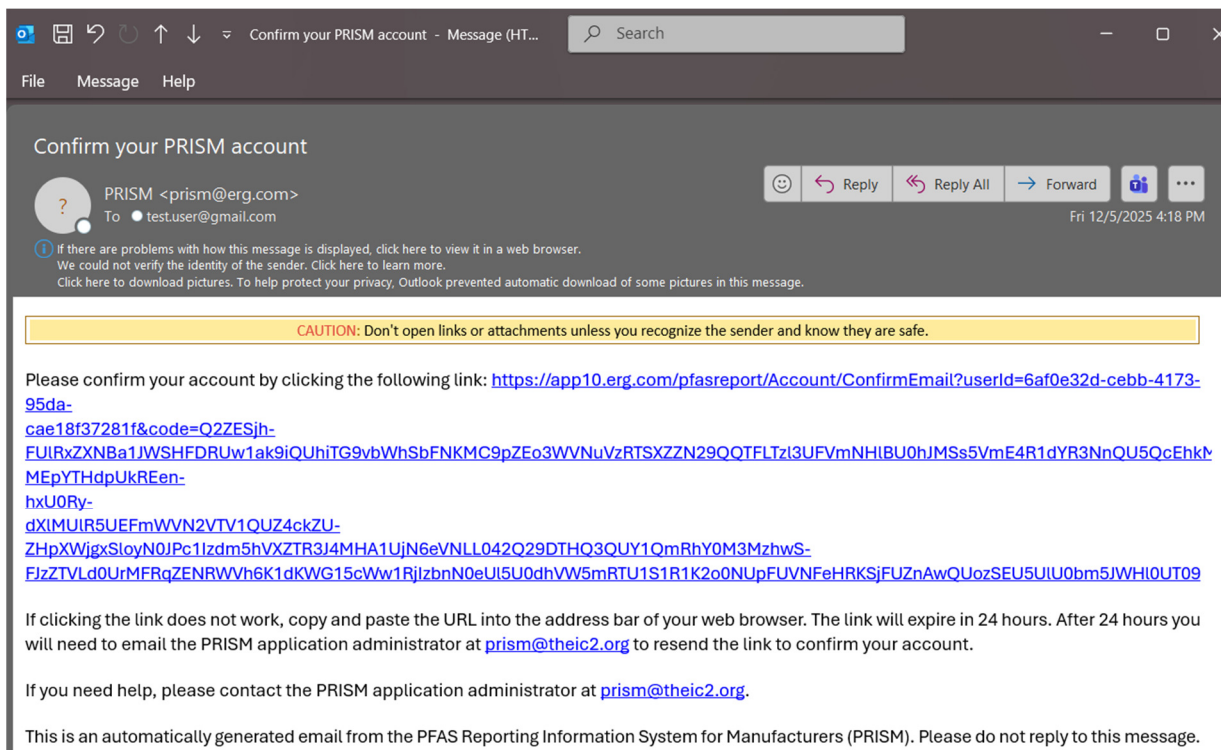 Confirm your PRISM account - Message (HT...
Search
File Message Help
Confirm your PRISM account
?
PRISM <prism@erg.com>
Reply
Reply All
Forward
To test.user@gmail.com
Fri 12/5/2025 4:18 PM
If there are problems with how this message is displayed, click here to view it in a web browser.
We could not verify the identity of the sender. Click here to learn more.
Click here to download pictures. To help protect your privacy, Outlook prevented automatic download of some pictures in this message.
CAUTION: Don't open links or attachments unless you recognize the sender and know they are safe.
Please confirm your account by clicking the following link: https://app10.erg.com/pfasreport/Account/ConfirmEmail?userId=6af0e32d-cebb-4173-
95da-
cae18f37281f&code=Q2ZESjh-
MEpYTHdpUkREen-
hxU0Ry-
dXlMUlR5UEFmWVN2VTV1QUZ4ckZU-
If clicking the link does not work, copy and paste the URL into the address bar of your web browser. The link will expire in 24 hours. After 24 hours you
will need to email the PRISM application administrator at prism@theic2.org to resend the link to confirm your account.
If you need help, please contact the PRISM application administrator at prism@theic2.org.
This is an automatically generated email from the PFAS Reporting Information System for Manufacturers (PRISM). Please do not reply to this message.